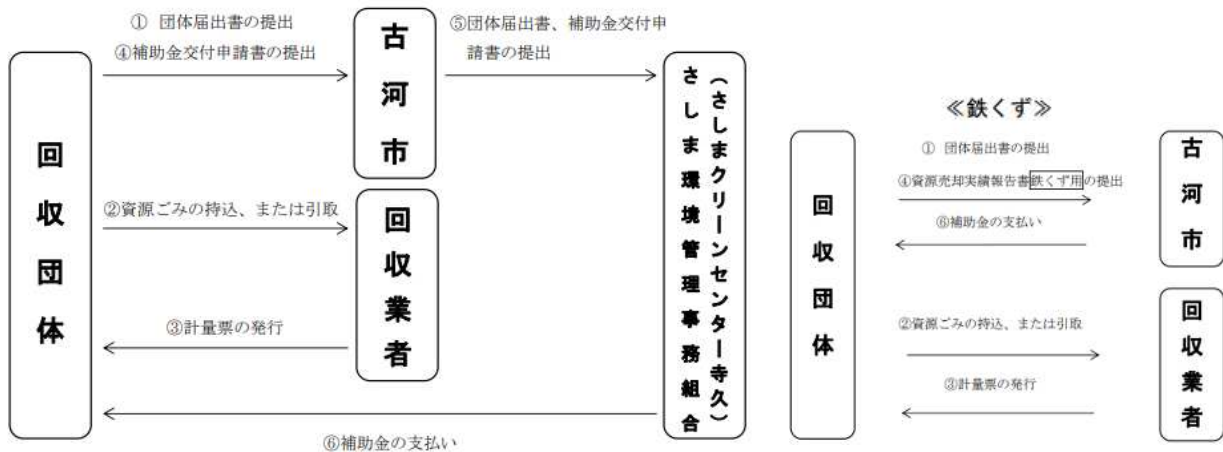 ① 団体届出書の提出
④補助金交付申請書の提出
古河市
⑤団体届出書、補助金交付申
請書の提出
回収団体
②資源ごみの持込、または引取
回収業者
③計量票の発行
⑥補助金の支払い
(さしまクリーンセンター寺久)
さしま環境管理事務組合
≪鉄くず≫
① 団体届出書の提出
④資源売却実績報告書鉄くず用の提出
⑥補助金の支払い
古河市
回収団体
②資源ごみの持込、または引取
③計量票の発行
回収業者